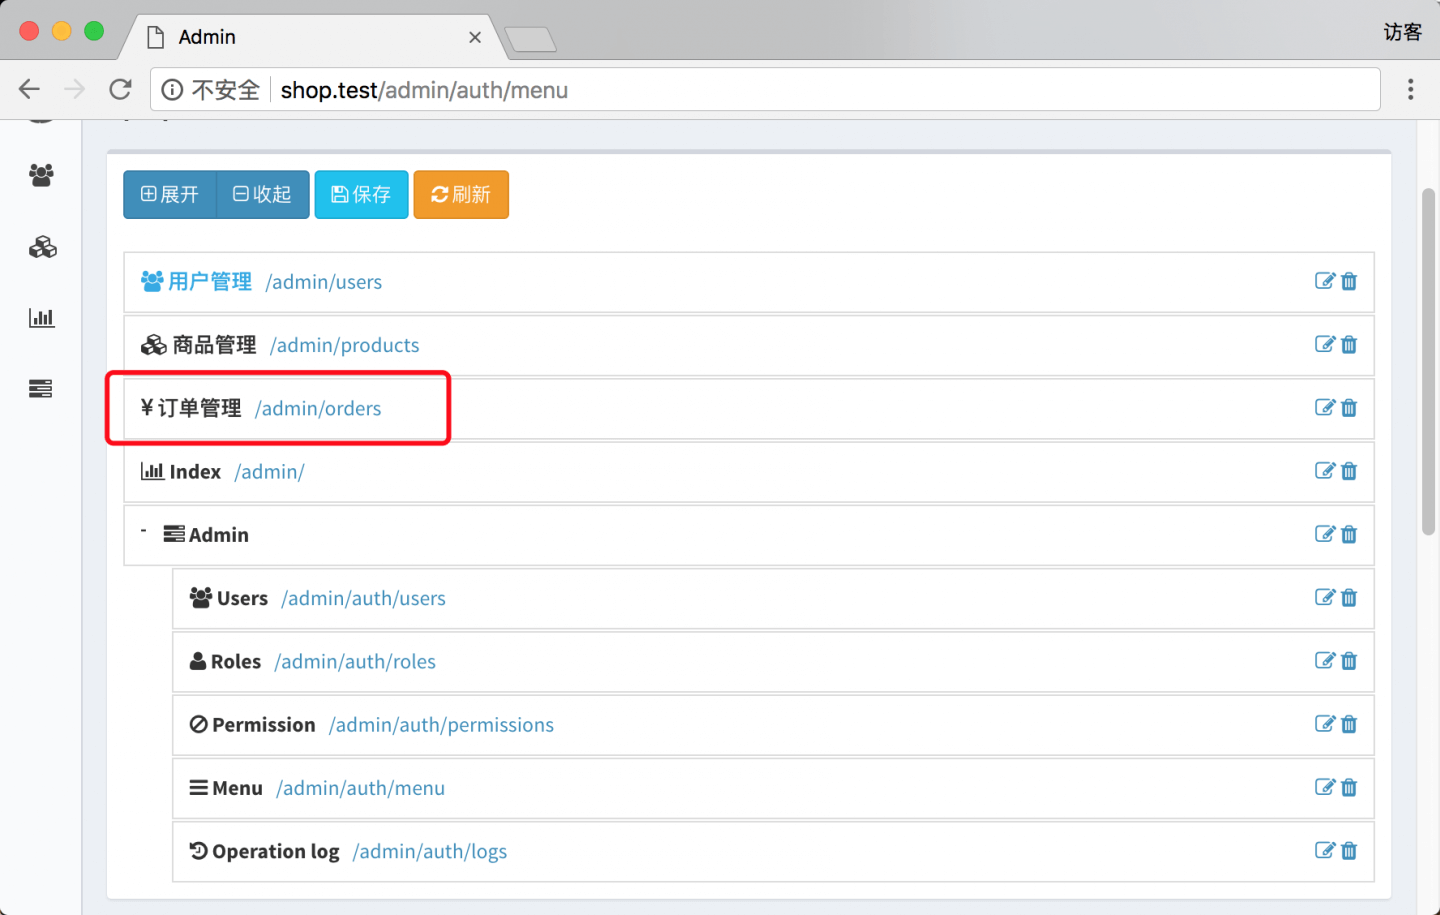 Admin
访客
不安全 shop.test/admin/auth/menu
展开 收起 保存 刷新
用户管理 /admin/users
商品管理 /admin/products
¥ 订单管理 /admin/orders
Index /admin/
- Admin
Users /admin/auth/users
Roles /admin/auth/roles
Permission /admin/auth/permissions
Menu /admin/auth/menu
Operation log /admin/auth/logs